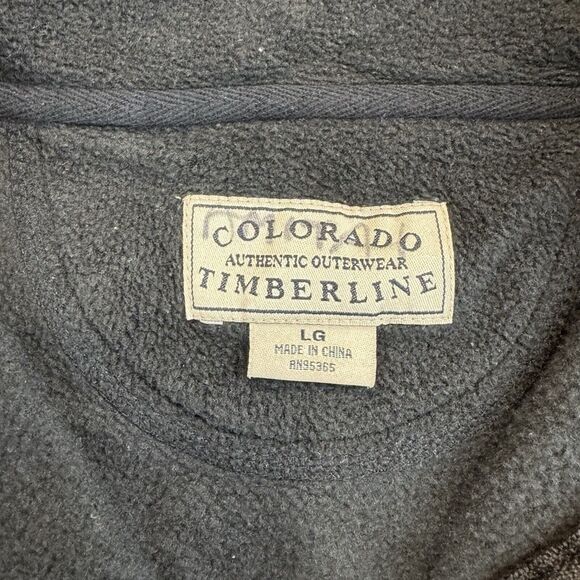 COLORADO
AUTHENTIC OUTERWEAR
TIMBERLINE
LG
MADE IN CHINA
RN95365